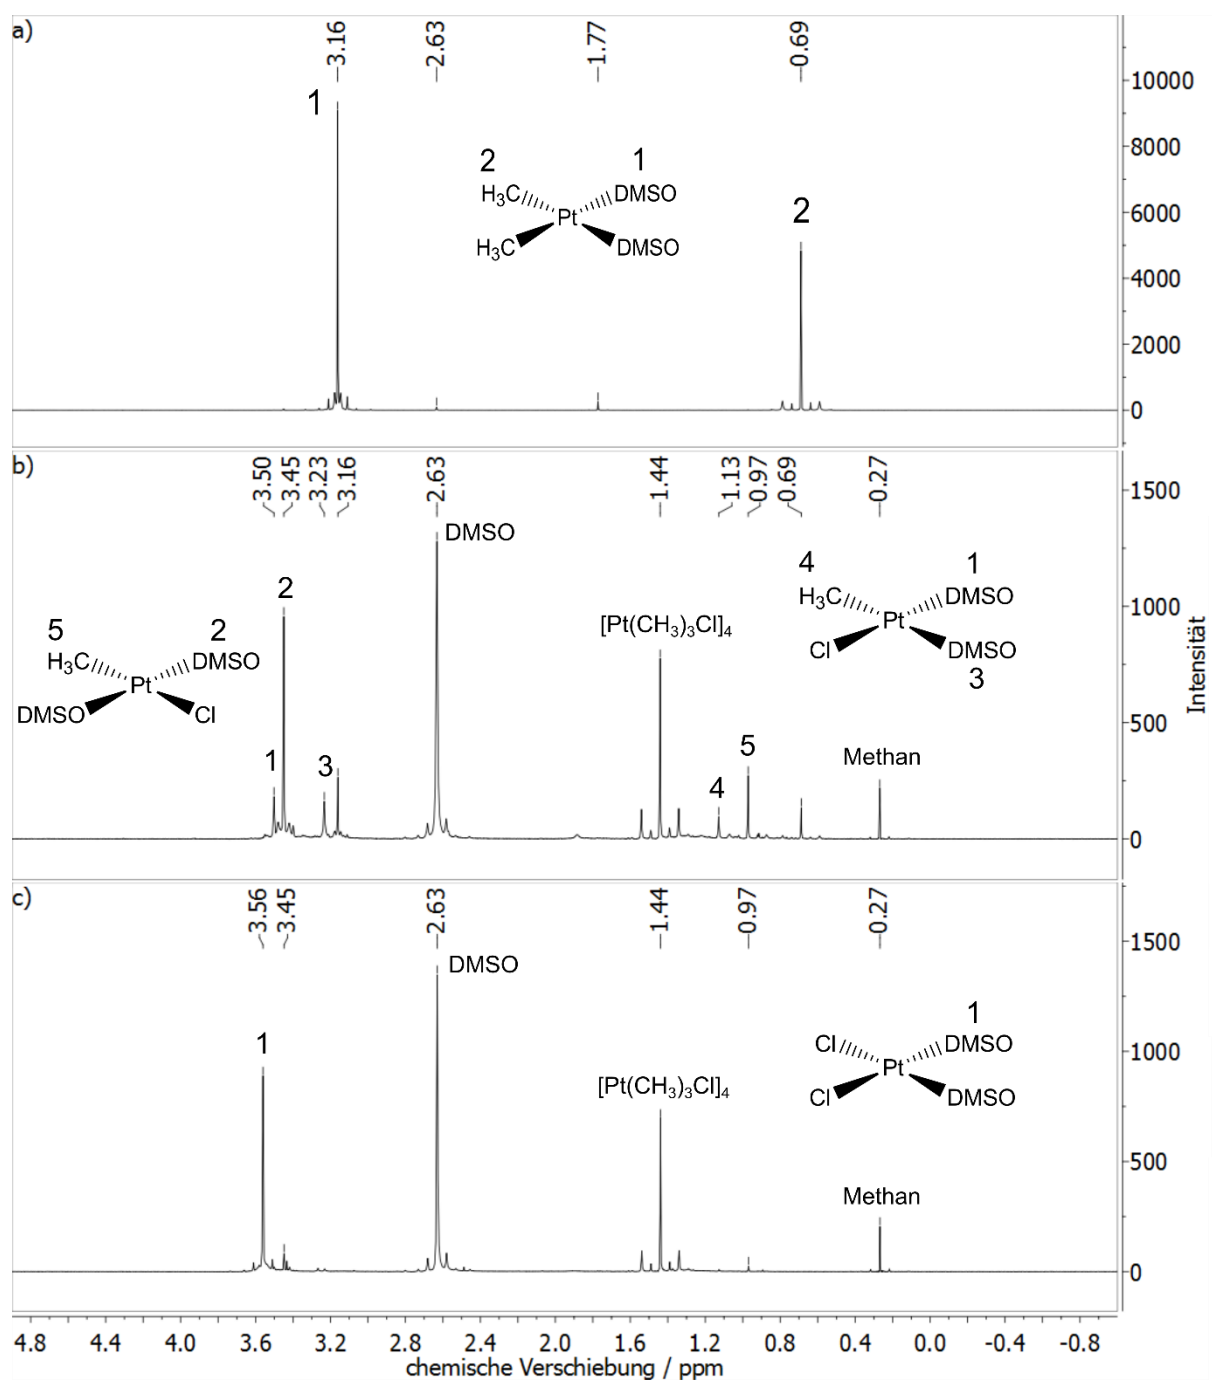 a)
3.16
2.63
1.77
0.69
1
2
1
H₃C
DMSO
Pt
H₃C
DMSO
2
10000
8000
6000
4000
2000
0
b)
3.50
3.45
3.23
3.16
2.63
1.44
1.13
0.97
0.69
0.27
DMSO
5
2
H₃C
DMSO
Pt
DMSO
Cl
1
2
3
[Pt(CH₃)₃Cl]₄
4
5
4
1
H₃C
DMSO
Pt
Cl
DMSO
3
Methan
1500
1000
500
0
Intensität
c)
3.56
3.45
2.63
1.44
0.97
0.27
1
DMSO
[Pt(CH₃)₃Cl]₄
1
Cl
DMSO
Pt
Cl
DMSO
Methan
1500
1000
500
0
4.8 4.4 4.0 3.6 3.2 2.8 2.4 2.0 1.6 1.2 0.8 0.4 0.0 -0.4 -0.8
chemische Verschiebung / ppm